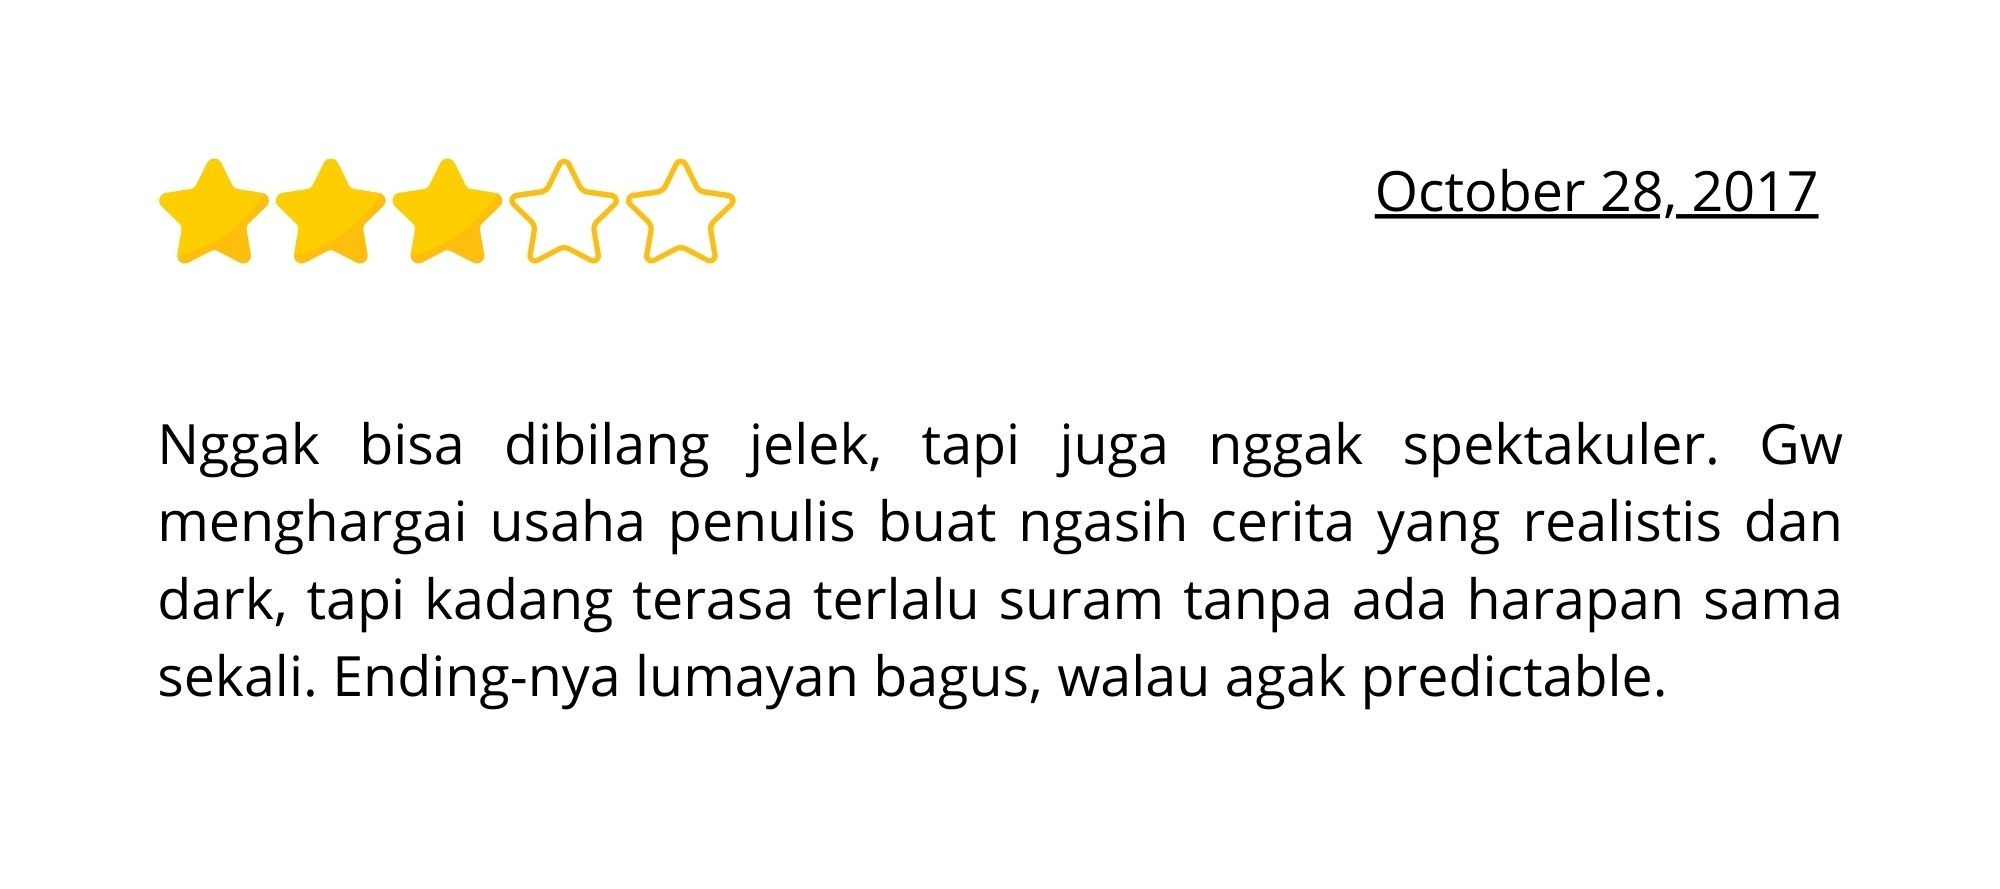 October 28, 2017
Nggak bisa dibilang jelek, tapi juga nggak spektakuler. Gw
menghargai usaha penulis buat ngasih cerita yang realistis dan
dark, tapi kadang terasa terlalu suram tanpa ada harapan sama
sekali. Ending-nya lumayan bagus, walau agak predictable.